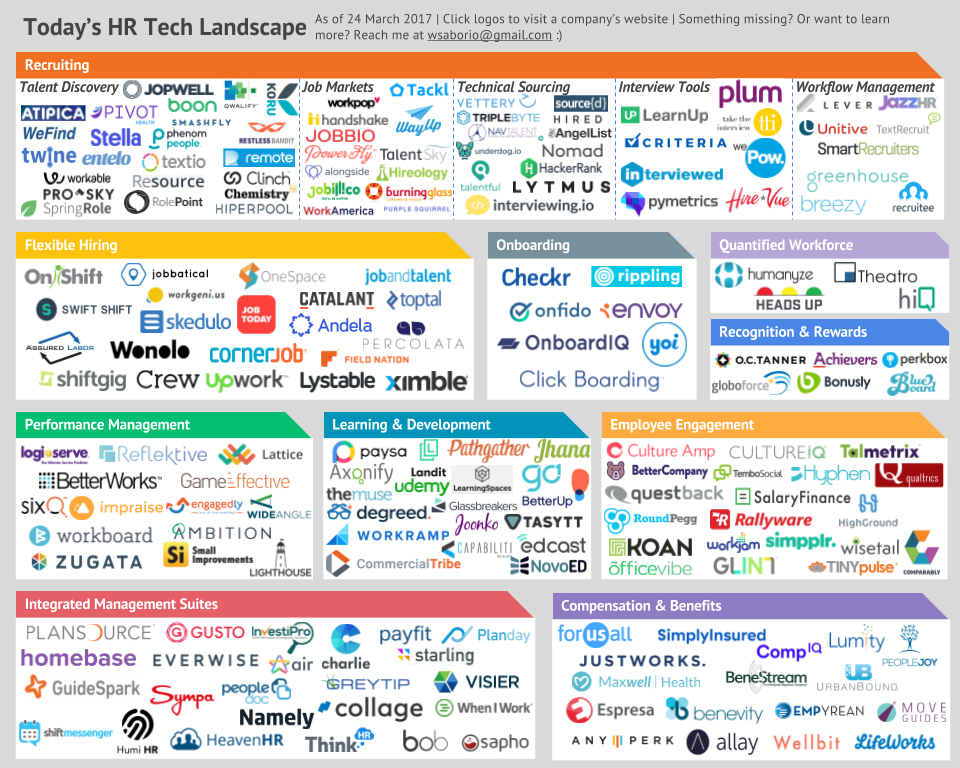 Today's HR Tech Landscape
As of 24 March 2017 | Click logos to visit a company's website | Something missing? Or want to learn
more? Reach me at wsaborio@gmail.com :)
Recruiting
Talent Discovery
JOPWELL
QWALIFY
KORU
ATIPICA
PIVOT
HEALTH
boon
SMASHFLY
WeFind
Stella
phenom
people
RESTLESS BANDIT
twine
entelo
textio
remote
workable
Resource
Clinch
PROSKY
RolePoint
Chemistry
SpringRole
HIPERPOOL
Job Markets
Tackl
workpop
handshake
WayUp
JOBBIO
PowerFly
TalentSky
alongside
Hireology
jobillico
burningglass
WorkAmerica
PURPLE SQUIRREL
Technical Sourcing
VETTERY
source{d}
TRIPLEBYTE
HIRED
NAVTALENT
AngelList
underdog.io
Nomad
HackerRank
talentful
LYTMUS
interviewing.io
Interview Tools
plum
LearnUp
take the
interview
tti
CRITERIA
we
Pow.
interviewed
pymetrics
HireVue
Workflow Management
LEVER
JazzHR
Unitive
TextRecruit
SmartRecruiters
greenhouse
breezy
recruitee
Flexible Hiring
OnShift
jobbatical
OneSpace
jobandtalent
workgeni.us
SWIFT SHIFT
CATALANT
toptal
skedulo
JOB
TODAY
Andela
PERCOLATA
ASSURED LABOR
Wonolo
cornerjob
FIELD NATION
shiftgig
Crew
Upwork
Lystable
ximble
Onboarding
Checkr
rippling
onfido
envoy
OnboardIQ
yoi
Click Boarding
Quantified Workforce
humanyze
Theatro
HEADS UP
hiQ
Recognition & Rewards
O.C.TANNER
Achievers
perkbox
globoforce
Bonusly
Blue
Board
Performance Management
logi-serve
Reflektive
Lattice
BetterWorks
GameEffective
sixQ
impraise
engagedly
WIDEANGLE
workboard
AMBITION
ZUGATA
Si
Small
Improvements
LIGHTHOUSE
Learning & Development
paysa
Pathgather
Jhana
Axonify
Landit
LearningSpaces
go
themuse
udemy
BetterUp
degreed
Glassbreakers
WORKRAMP
Joonko
TASYTT
CAPABILITI
edcast
CommercialTribe
NovoED
Employee Engagement
Culture Amp
CULTUREIQ
Talmetrix
BetterCompany
TemboSocial
Hyphen
qualtrics
questback
SalaryFinance
HighGround
RoundPegg
Rallyware
KOAN
workjam
simpplr.
wisetail
officevibe
GLINT
TINYpulse
COMPARABLY
Integrated Management Suites
PLANSOURCE
GUSTO
InvestiPro
charlie
payfit
Planday
homebase
EVERWISE
air
starling
GuideSpark
Sympa
people
doc
GREYTIP
VISIER
Namely
collage
When I Work
shiftmessenger
Humi HR
HeavenHR
Think HR
bob
sapho
Compensation & Benefits
forusall
SimplyInsured
CompIQ
Lumity
PEOPLEJOY
JUSTWORKS.
Maxwell | Health
BeneStream
UB
URBANBOUND
Espresa
benevity
EMPYREAN
MOVE
GUIDES
ANYPERK
allay
Wellbit
LifeWorks